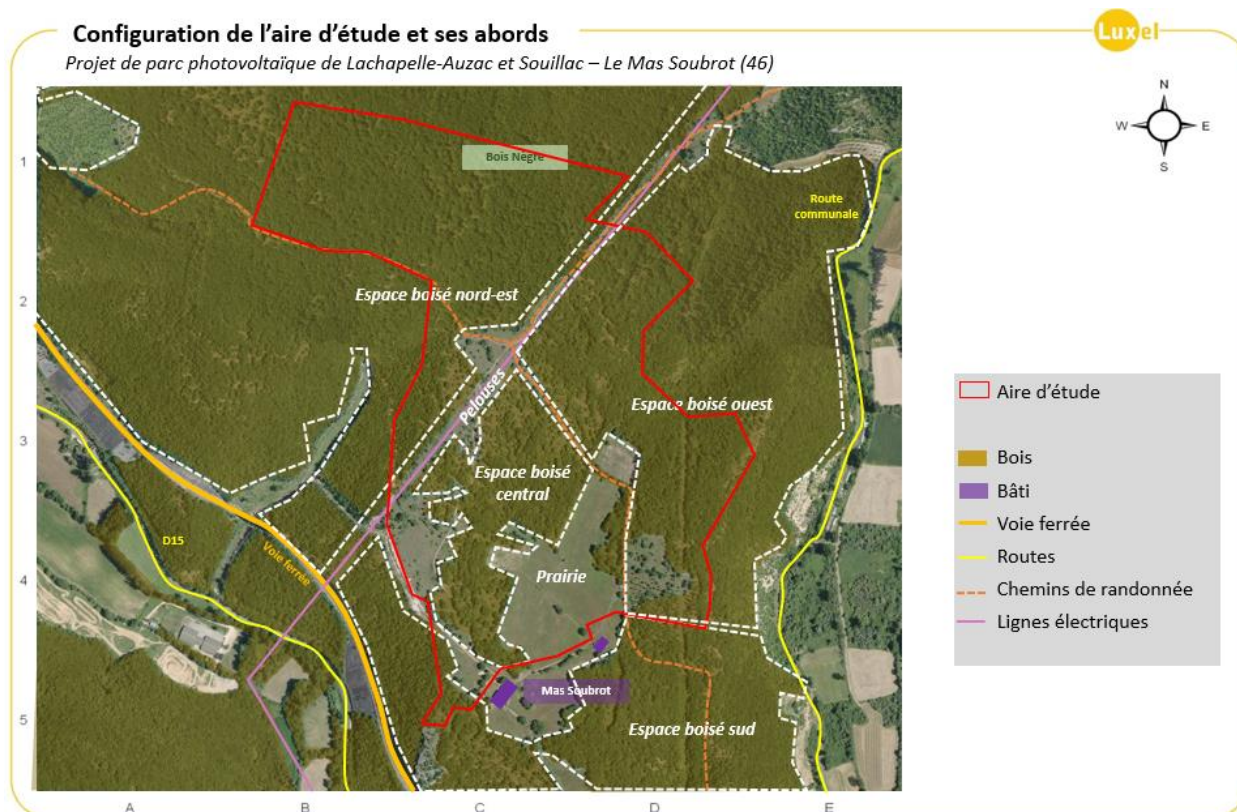 Configuration de l'aire d'étude et ses abords
Luxel
Projet de parc photovoltaïque de Lachapelle-Auzac et Souillac – Le Mas Soubrot (46)
N
W
E
S
1
Bois Nègre
Route
communale
2
Espace boisé nord-est
Pelouses
Espace boisé ouest
3
Espace boisé
central
D15
Voie ferrée
4
Prairie
Mas Soubrot
5
Espace boisé sud
A
B
C
D
E
Aire d'étude
Bois
Bâti
Voie ferrée
Routes
Chemins de randonnée
Lignes électriques